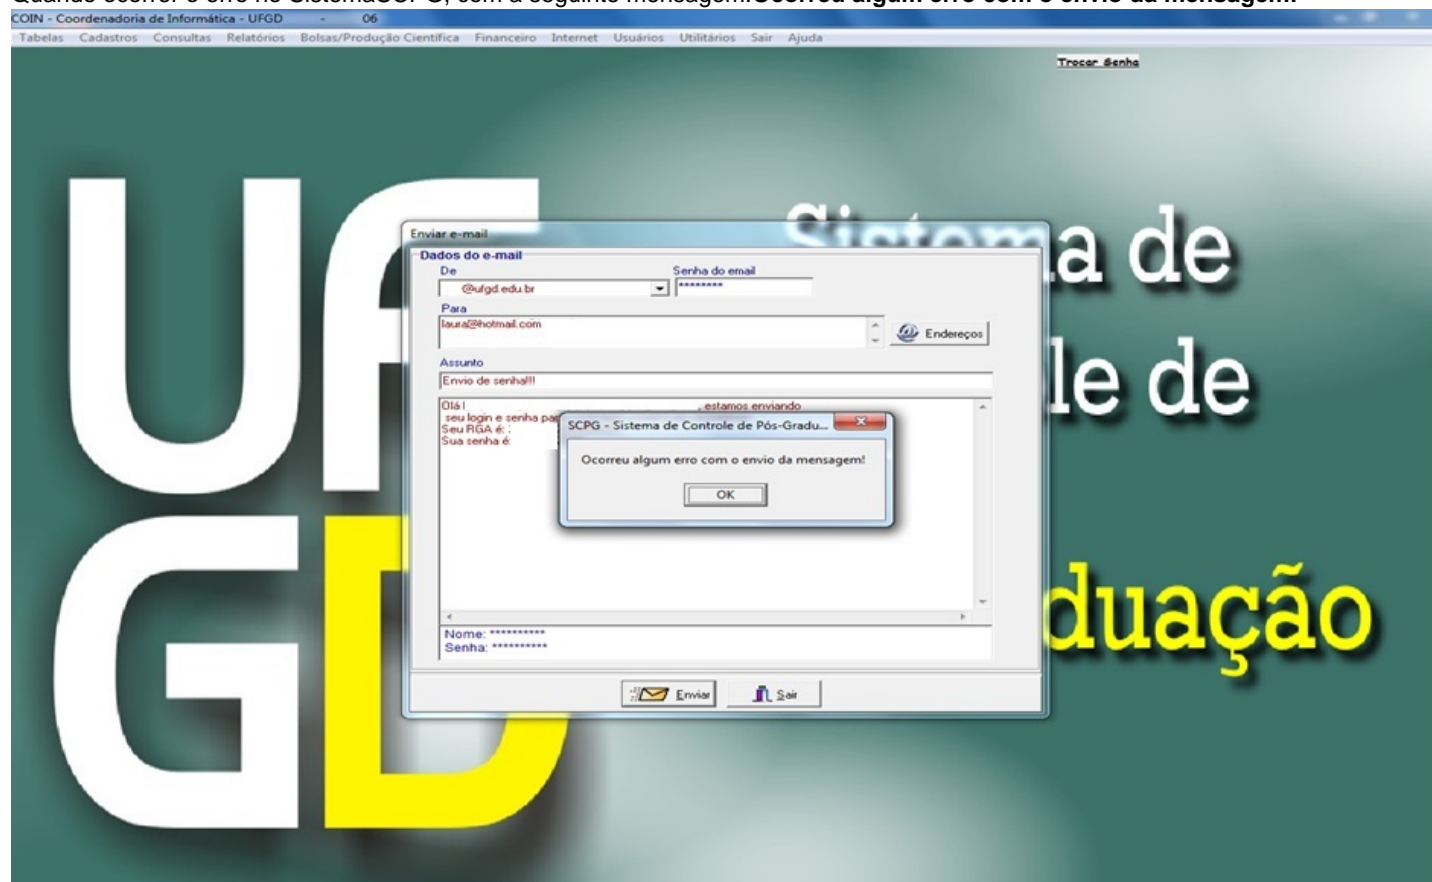 Quando ocorrer o erro no SistemaSCPG, com a seguinte mensagem:Ocorreu algum erro com o envio da mensagem!
COIN - Coordenadoria de Informática - UFGD - 06
Tabelas Cadastros Consultas Relatórios Bolsas/Produção Científica Financeiro Internet Usuários Utilitários Sair Ajuda
Trocar Senha
UF
GD
Sistema de
le de
duação
Enviar e-mail
Dados do e-mail
De Senha do email
@ufgd.edu.br ********
Para
laura@hotmail.com
Endereços
Assunto
Envio de senha!!!
Olá , estamos enviando
seu login e senha par
Seu RGA é:
Sua senha é:
SCPG - Sistema de Controle de Pós-Gradu...
Ocorreu algum erro com o envio da mensagem!
OK
Nome: **********
Senha: **********
Enviar Sair